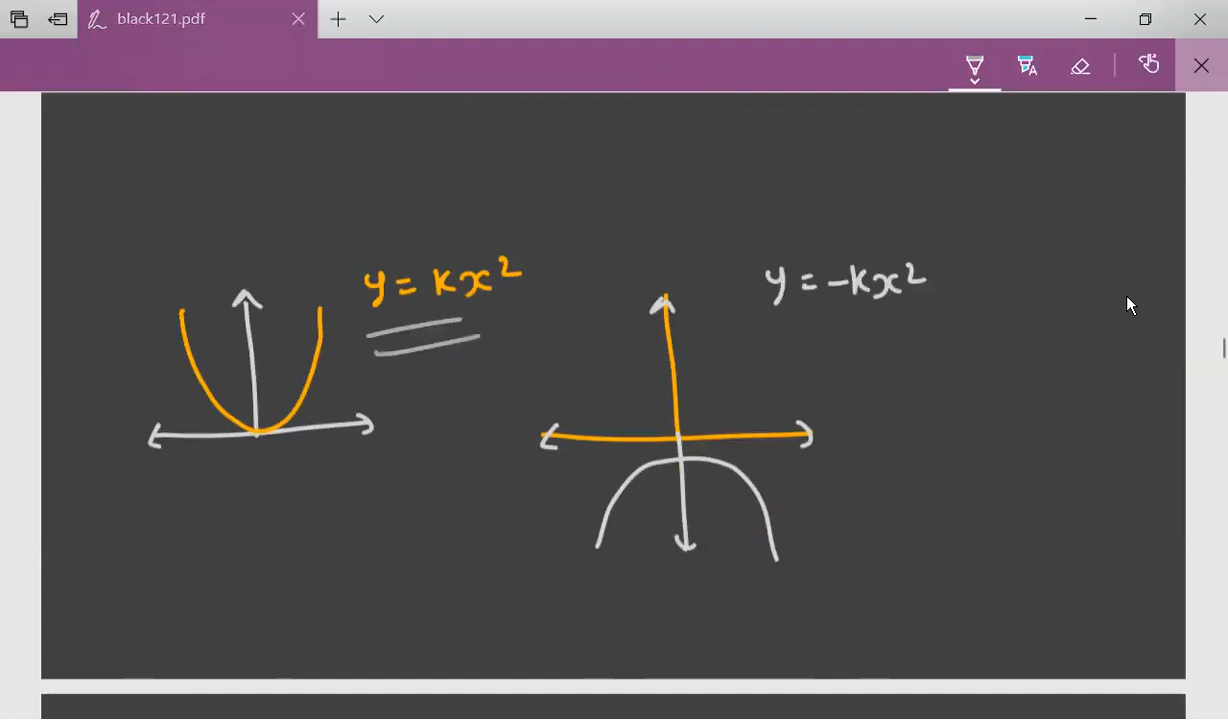 black121.pdf
y = kx²
y = -kx²